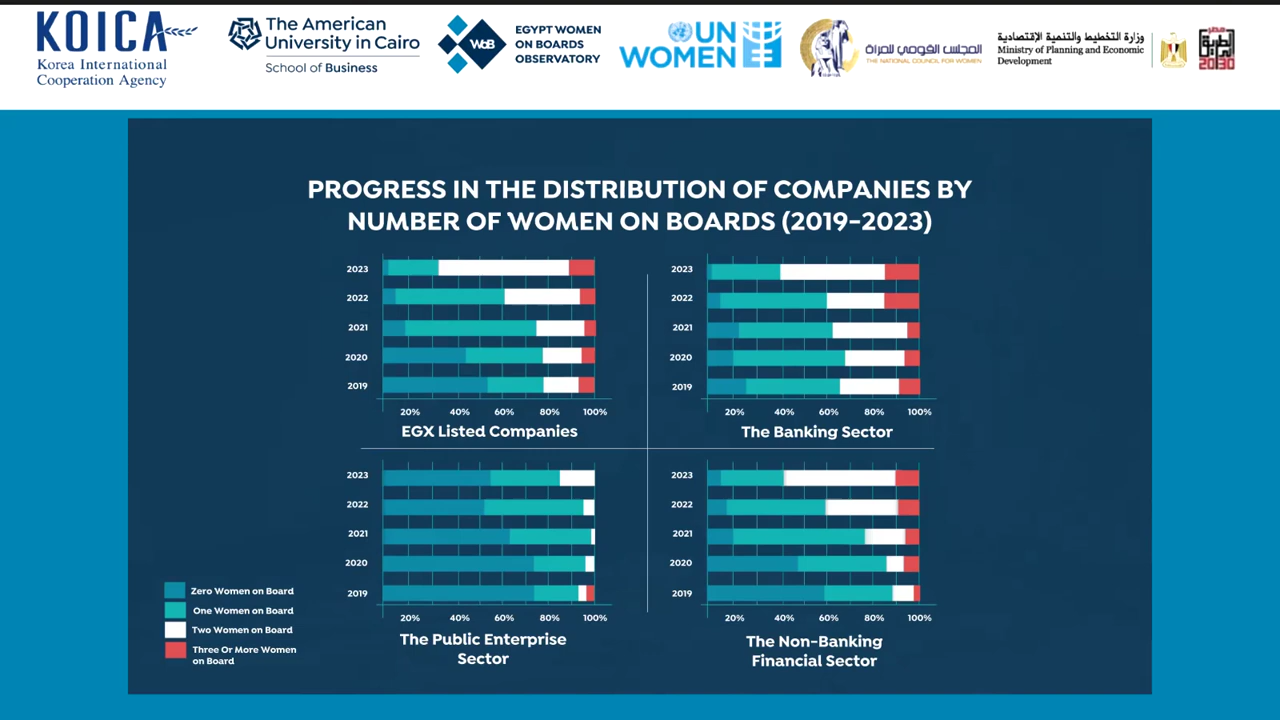 KOICA
Korea International
Cooperation Agency
The American
University in Cairo
School of Business
WoB
EGYPT WOMEN
ON BOARDS
OBSERVATORY
UN
WOMEN
المجلس القومي للمرأة
THE NATIONAL COUNCIL FOR WOMEN
وزارة التخطيط والتنمية الإقتصادية
Ministry of Planning and Economic
Development
مصر
2030
PROGRESS IN THE DISTRIBUTION OF COMPANIES BY
NUMBER OF WOMEN ON BOARDS (2019-2023)
2023
2022
2021
2020
2019
20% 40% 60% 80% 100%
EGX Listed Companies
2023
2022
2021
2020
2019
20% 40% 60% 80% 100%
The Banking Sector
2023
2022
2021
2020
2019
20% 40% 60% 80% 100%
The Public Enterprise
Sector
2023
2022
2021
2020
2019
20% 40% 60% 80% 100%
The Non-Banking
Financial Sector
Zero Women on Board
One Women on Board
Two Women on Board
Three Or More Women
on Board